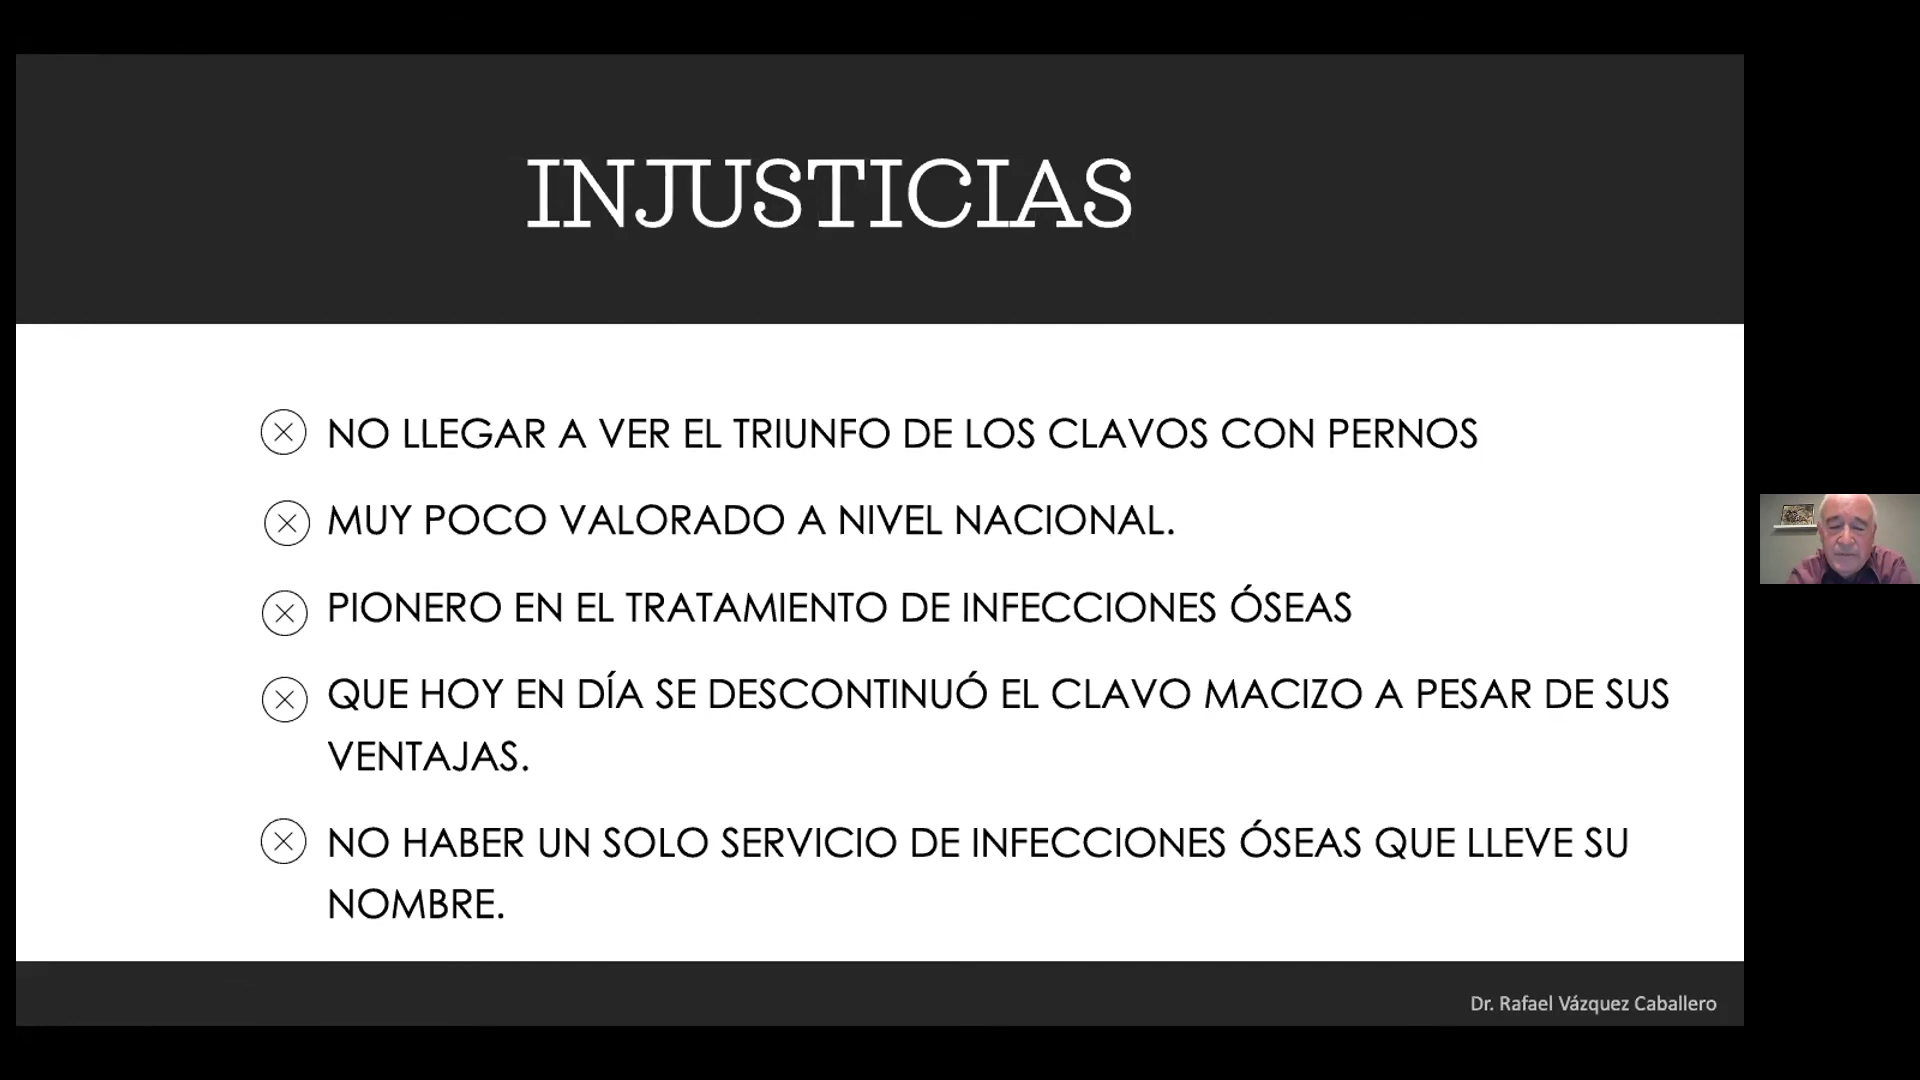 INJUSTICIAS
NO LLEGAR A VER EL TRIUNFO DE LOS CLAVOS CON PERNOS
MUY POCO VALORADO A NIVEL NACIONAL.
PIONERO EN EL TRATAMIENTO DE INFECCIONES ÓSEAS
QUE HOY EN DÍA SE DESCONTINUÓ EL CLAVO MACIZO A PESAR DE SUS
VENTAJAS.
NO HABER UN SOLO SERVICIO DE INFECCIONES ÓSEAS QUE LLEVE SU
NOMBRE.
Dr. Rafael Vázquez Caballero